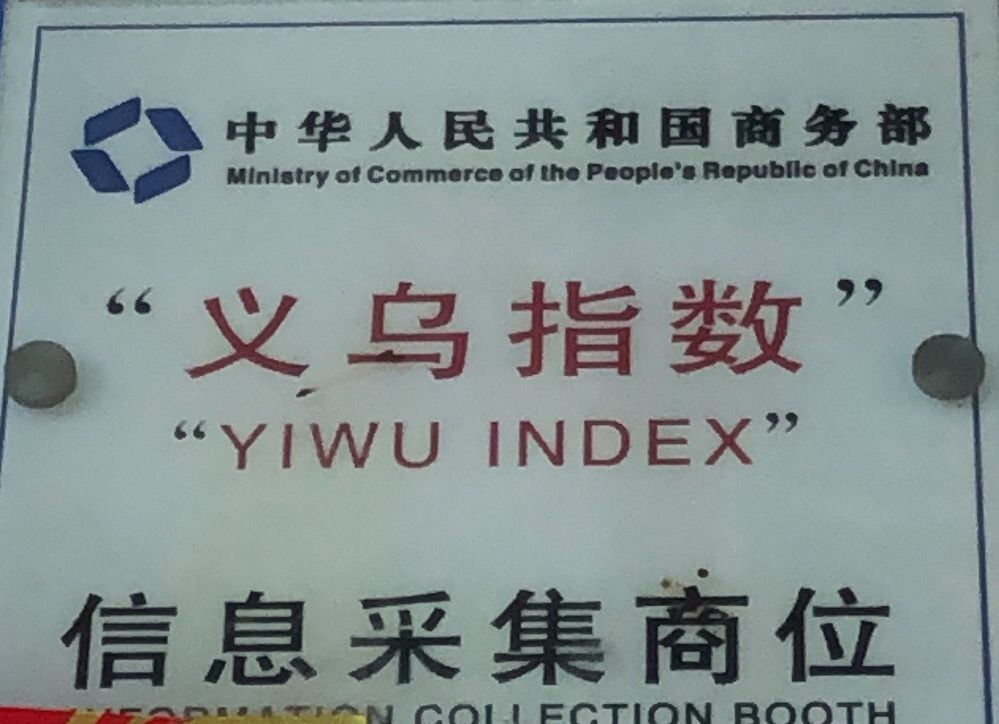 中华人民共和国商务部
Ministry of Commerce of the People's Republic of China
“义乌指数”
“YIWU INDEX”
信息采集商位
INFORMATION COLLECTION BOOTH